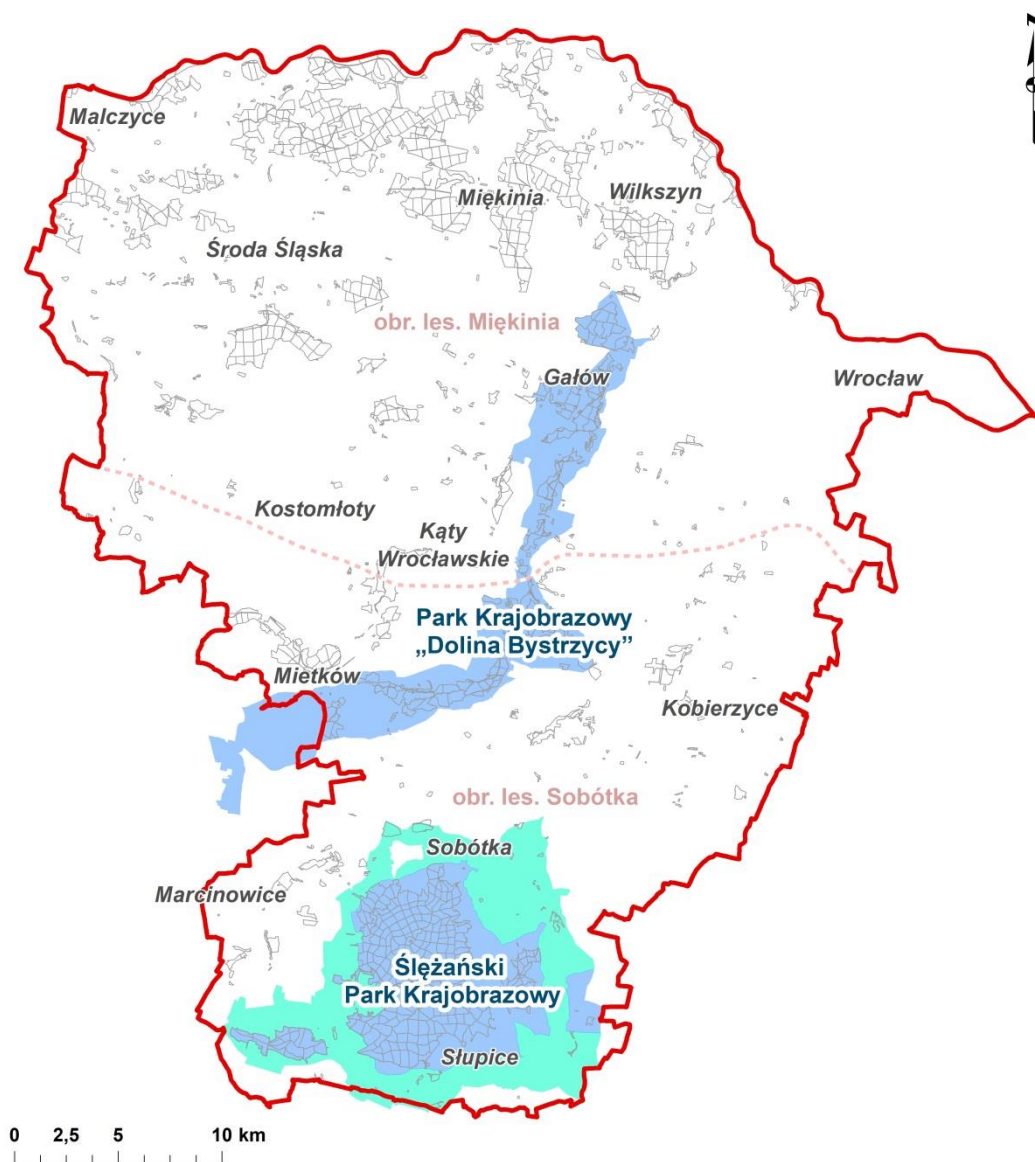 Malczyce
Miękinia
Wilkszyn
Środa Śląska
obr. les. Miękinia
Gałów
Wrocław
Kostomłoty
Kąty
Wrocławskie
Park Krajobrazowy
„Dolina Bystrzycy”
Mietków
Kobierzyce
obr. les. Sobótka
Sobótka
Marcinowice
Ślężański
Park Krajobrazowy
Słupice
0 2,5 5 10 km